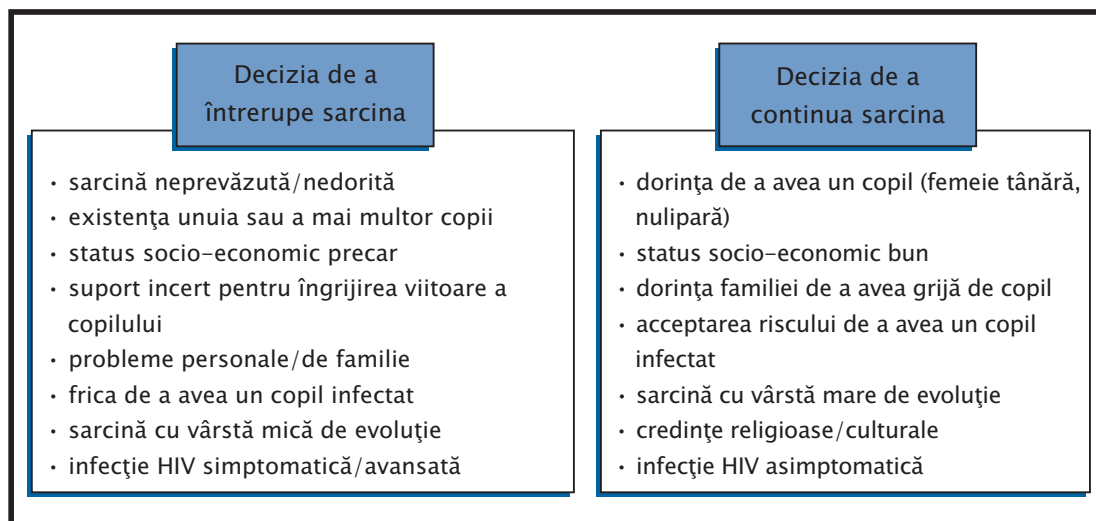 Decizia de a
întrerupe sarcina
• sarcină neprevăzută/nedorită
• existenţa unuia sau a mai multor copii
• status socio-economic precar
• suport incert pentru îngrijirea viitoare a
copilului
• probleme personale/de familie
• frica de a avea un copil infectat
• sarcină cu vârstă mică de evoluţie
• infecţie HIV simptomatică/avansată
Decizia de a
continua sarcina
• dorinţa de a avea un copil (femeie tânără,
nulipară)
• status socio-economic bun
• dorinţa familiei de a avea grijă de copil
• acceptarea riscului de a avea un copil
infectat
• sarcină cu vârstă mare de evoluţie
• credinţe religioase/culturale
• infecţie HIV asimptomatică